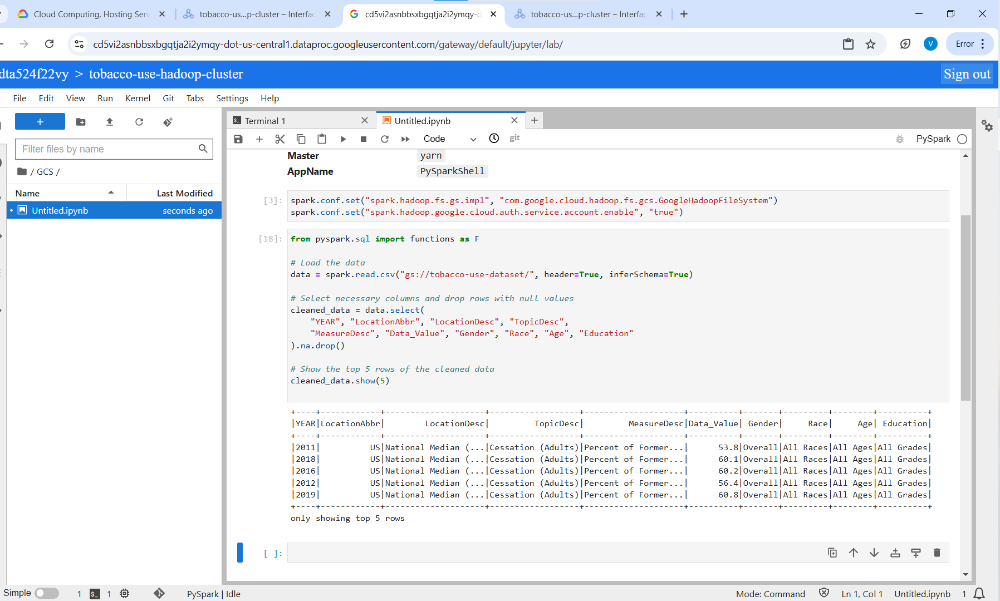 Cloud Computing, Hosting Serv
tobacco-us...p-cluster – Interfac
cd5vi2asnbbsxbgqtja2i2ymqy-d
tobacco-us...p-cluster – Interfac
cd5vi2asnbbsxbgqtja2i2ymqy-dot-us-central1.dataproc.googleusercontent.com/gateway/default/jupyter/lab/
V
Error
dta524f22vy > tobacco-use-hadoop-cluster
Sign out
File Edit View Run Kernel Git Tabs Settings Help
Filter files by name
/ GCS /
Name Last Modified
Untitled.ipynb seconds ago
Terminal 1
Untitled.ipynb
Code
git
PySpark
Master yarn
AppName PySparkShell
[3]: spark.conf.set("spark.hadoop.fs.gs.impl", "com.google.cloud.hadoop.fs.gcs.GoogleHadoopFileSystem")
spark.conf.set("spark.hadoop.google.cloud.auth.service.account.enable", "true")
[18]: from pyspark.sql import functions as F
# Load the data
data = spark.read.csv("gs://tobacco-use-dataset/", header=True, inferSchema=True)
# Select necessary columns and drop rows with null values
cleaned_data = data.select(
"YEAR", "LocationAbbr", "LocationDesc", "TopicDesc",
"MeasureDesc", "Data_Value", "Gender", "Race", "Age", "Education"
).na.drop()
# Show the top 5 rows of the cleaned data
cleaned_data.show(5)
+----+------------+--------------------+------------------+--------------------+----------+-------+---------+--------+----------+
|YEAR|LocationAbbr|        LocationDesc|         TopicDesc|         MeasureDesc|Data_Value| Gender|     Race|     Age| Education|
+----+------------+--------------------+------------------+--------------------+----------+-------+---------+--------+----------+
|2011|          US|National Median (...|Cessation (Adults)|Percent of Former...|      53.8|Overall|All Races|All Ages|All Grades|
|2018|          US|National Median (...|Cessation (Adults)|Percent of Former...|      60.1|Overall|All Races|All Ages|All Grades|
|2016|          US|National Median (...|Cessation (Adults)|Percent of Former...|      60.2|Overall|All Races|All Ages|All Grades|
|2012|          US|National Median (...|Cessation (Adults)|Percent of Former...|      56.4|Overall|All Races|All Ages|All Grades|
|2019|          US|National Median (...|Cessation (Adults)|Percent of Former...|      60.8|Overall|All Races|All Ages|All Grades|
+----+------------+--------------------+------------------+--------------------+----------+-------+---------+--------+----------+
only showing top 5 rows
[ ]:
Simple 1 1 PySpark | Idle Mode: Command Ln 1, Col 1 Untitled.ipynb 1